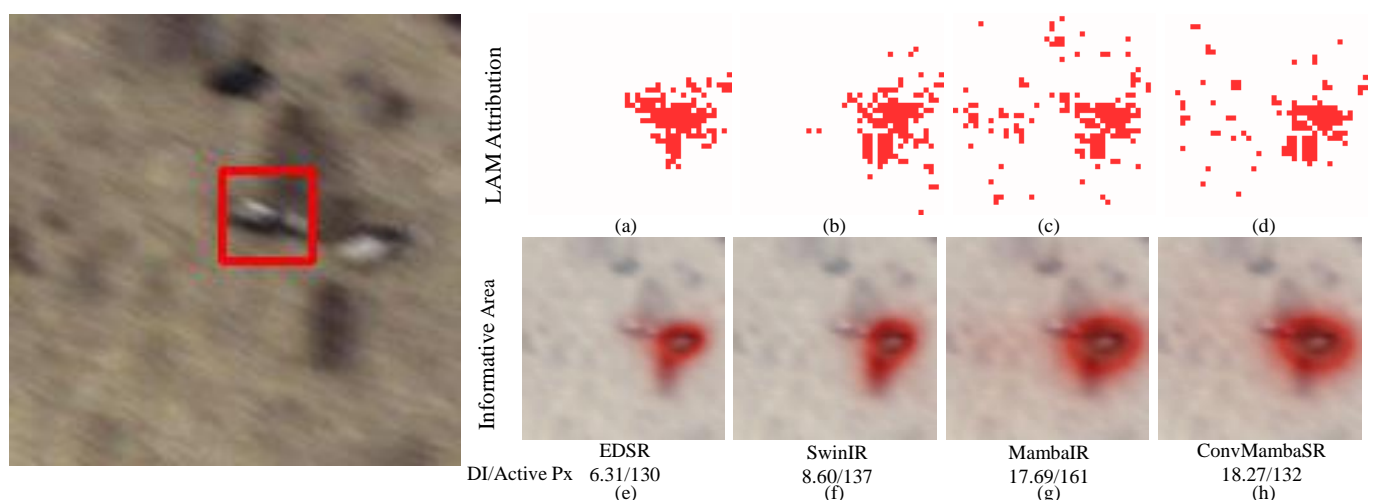 LAM Attribution
(a) (b) (c) (d)
Informative Area
EDSR SwinIR MambaIR ConvMambaSR
DI/Active Px 6.31/130 8.60/137 17.69/161 18.27/132
(e) (f) (g) (h)